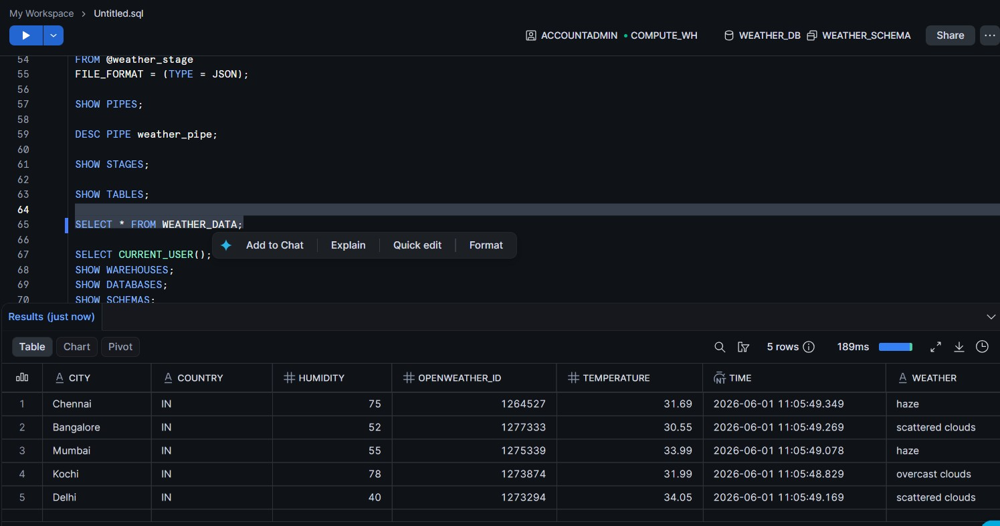 My Workspace > Untitled.sql
ACCOUNTADMIN • COMPUTE_WH WEATHER_DB WEATHER_SCHEMA Share ...
54 FROM @weather_stage
55 FILE_FORMAT = (TYPE = JSON);
56
57 SHOW PIPES;
58
59 DESC PIPE weather_pipe;
60
61 SHOW STAGES;
62
63 SHOW TABLES;
64
65 SELECT * FROM WEATHER_DATA;
66
Add to Chat Explain Quick edit Format
67 SELECT CURRENT_USER();
68 SHOW WAREHOUSES;
69 SHOW DATABASES;
70 SHOW SCHEMAS;
Results (just now)
Table Chart Pivot 5 rows 189ms
A CITY A COUNTRY # HUMIDITY # OPENWEATHER_ID # TEMPERATURE NT TIME A WEATHER
1 Chennai IN 75 1264527 31.69 2026-06-01 11:05:49.349 haze
2 Bangalore IN 52 1277333 30.55 2026-06-01 11:05:49.269 scattered clouds
3 Mumbai IN 55 1275339 33.99 2026-06-01 11:05:49.078 haze
4 Kochi IN 78 1273874 31.99 2026-06-01 11:05:48.829 overcast clouds
5 Delhi IN 40 1273294 34.05 2026-06-01 11:05:49.169 scattered clouds